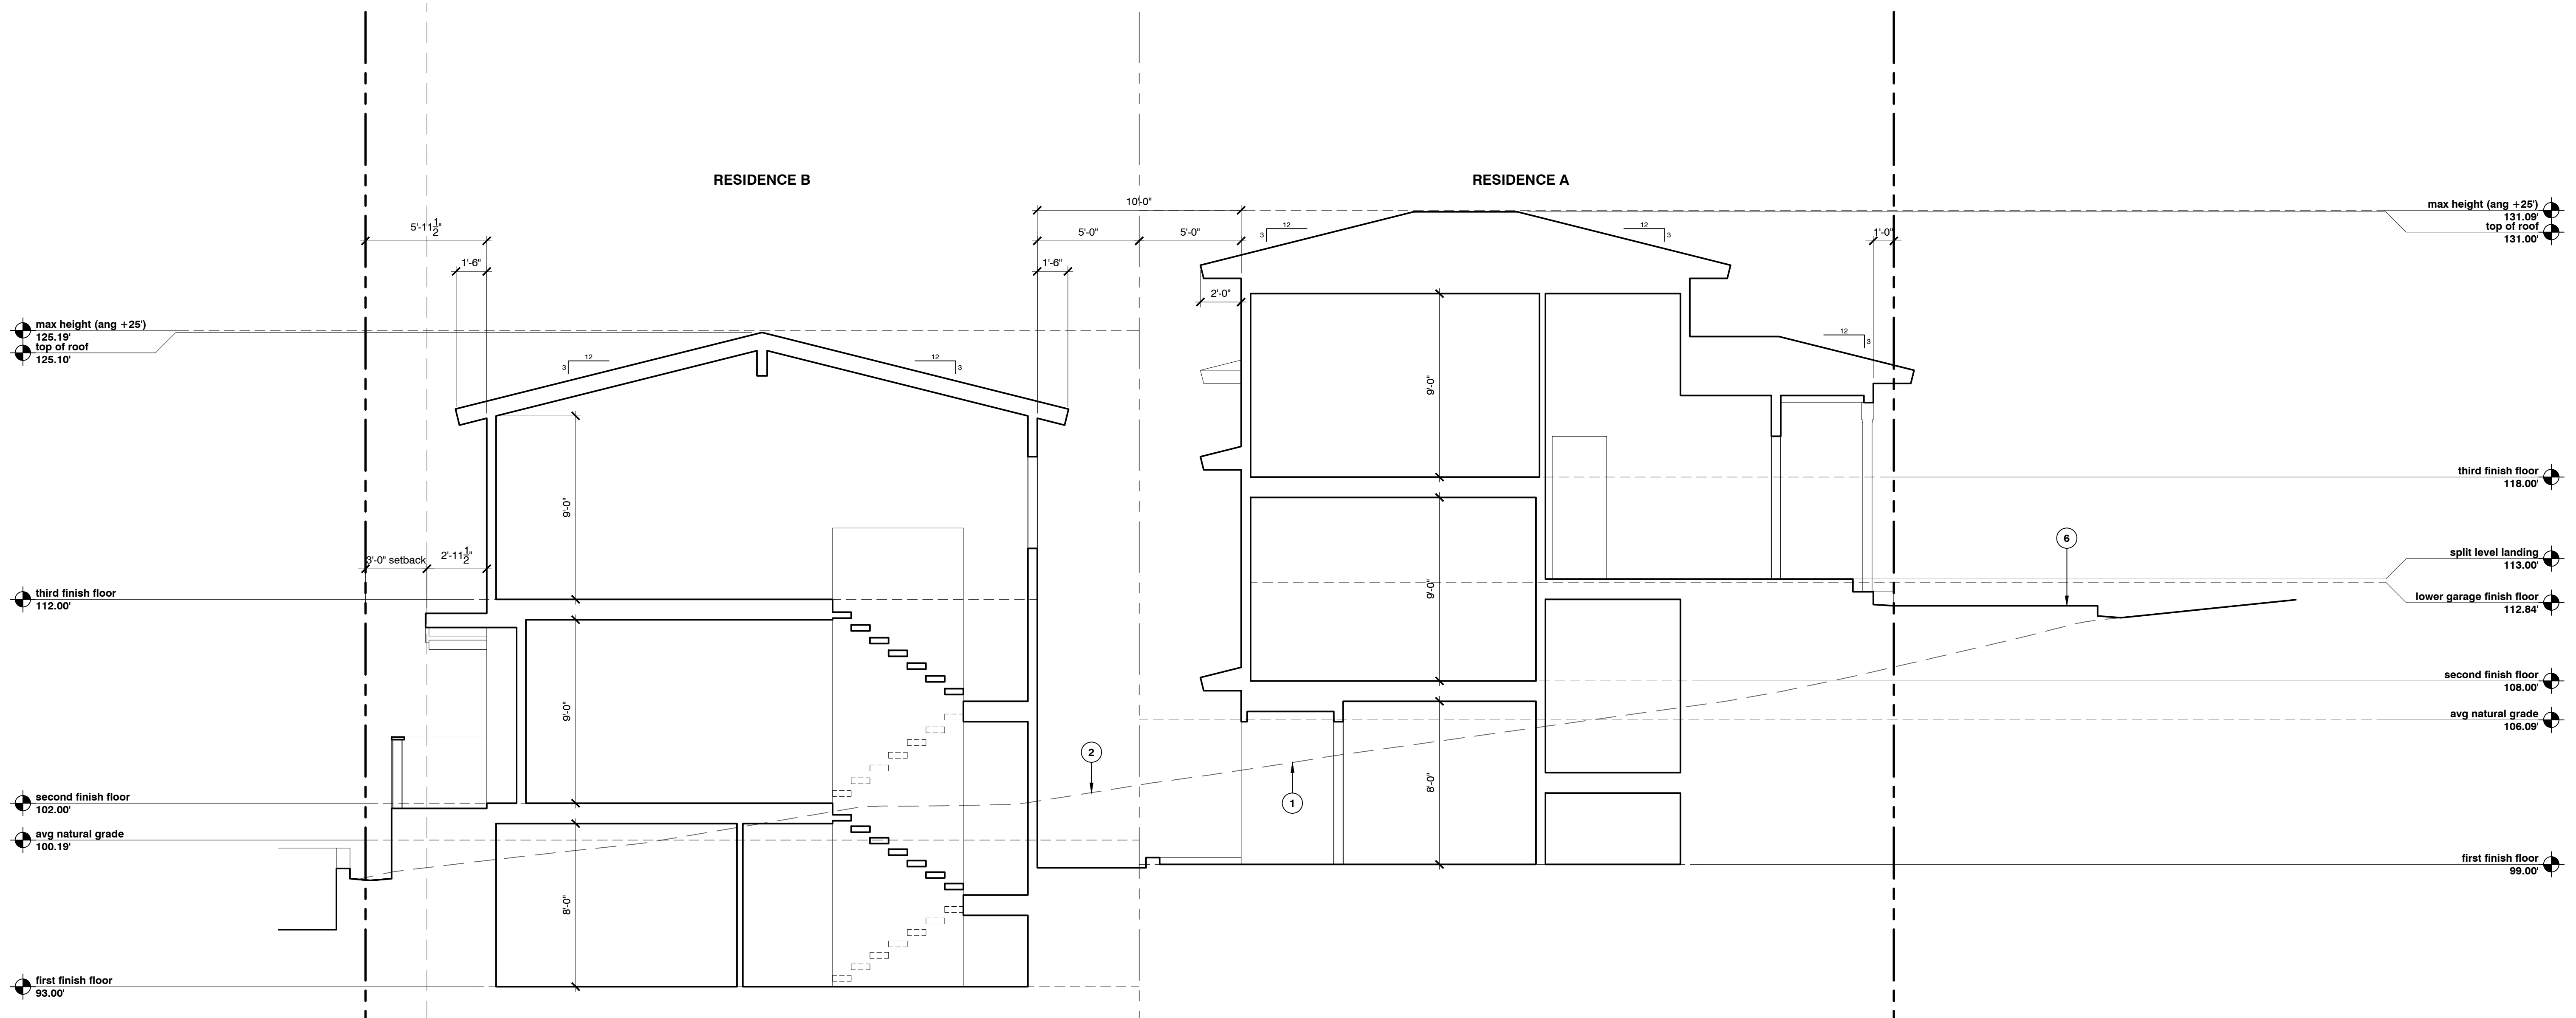 RESIDENCE B
RESIDENCE A
10'-0"
max height (ang +25')
131.09'
top of roof
131.00'
5'-11 1/2"
5'-0"
5'-0"
1'-0"
12
3
12
3
1'-6"
1'-6"
2'-0"
max height (ang +25')
125.19'
top of roof
125.10'
12
3
12
3
12
3
9'-0"
9'-0"
third finish floor
118.00'
6
3'-0" setback
2'-11 1/2"
split level landing
113.00'
third finish floor
112.00'
9'-0"
lower garage finish floor
112.84'
second finish floor
108.00'
9'-0"
avg natural grade
106.09'
2
1
8'-0"
second finish floor
102.00'
avg natural grade
100.19'
first finish floor
99.00'
8'-0"
first finish floor
93.00'